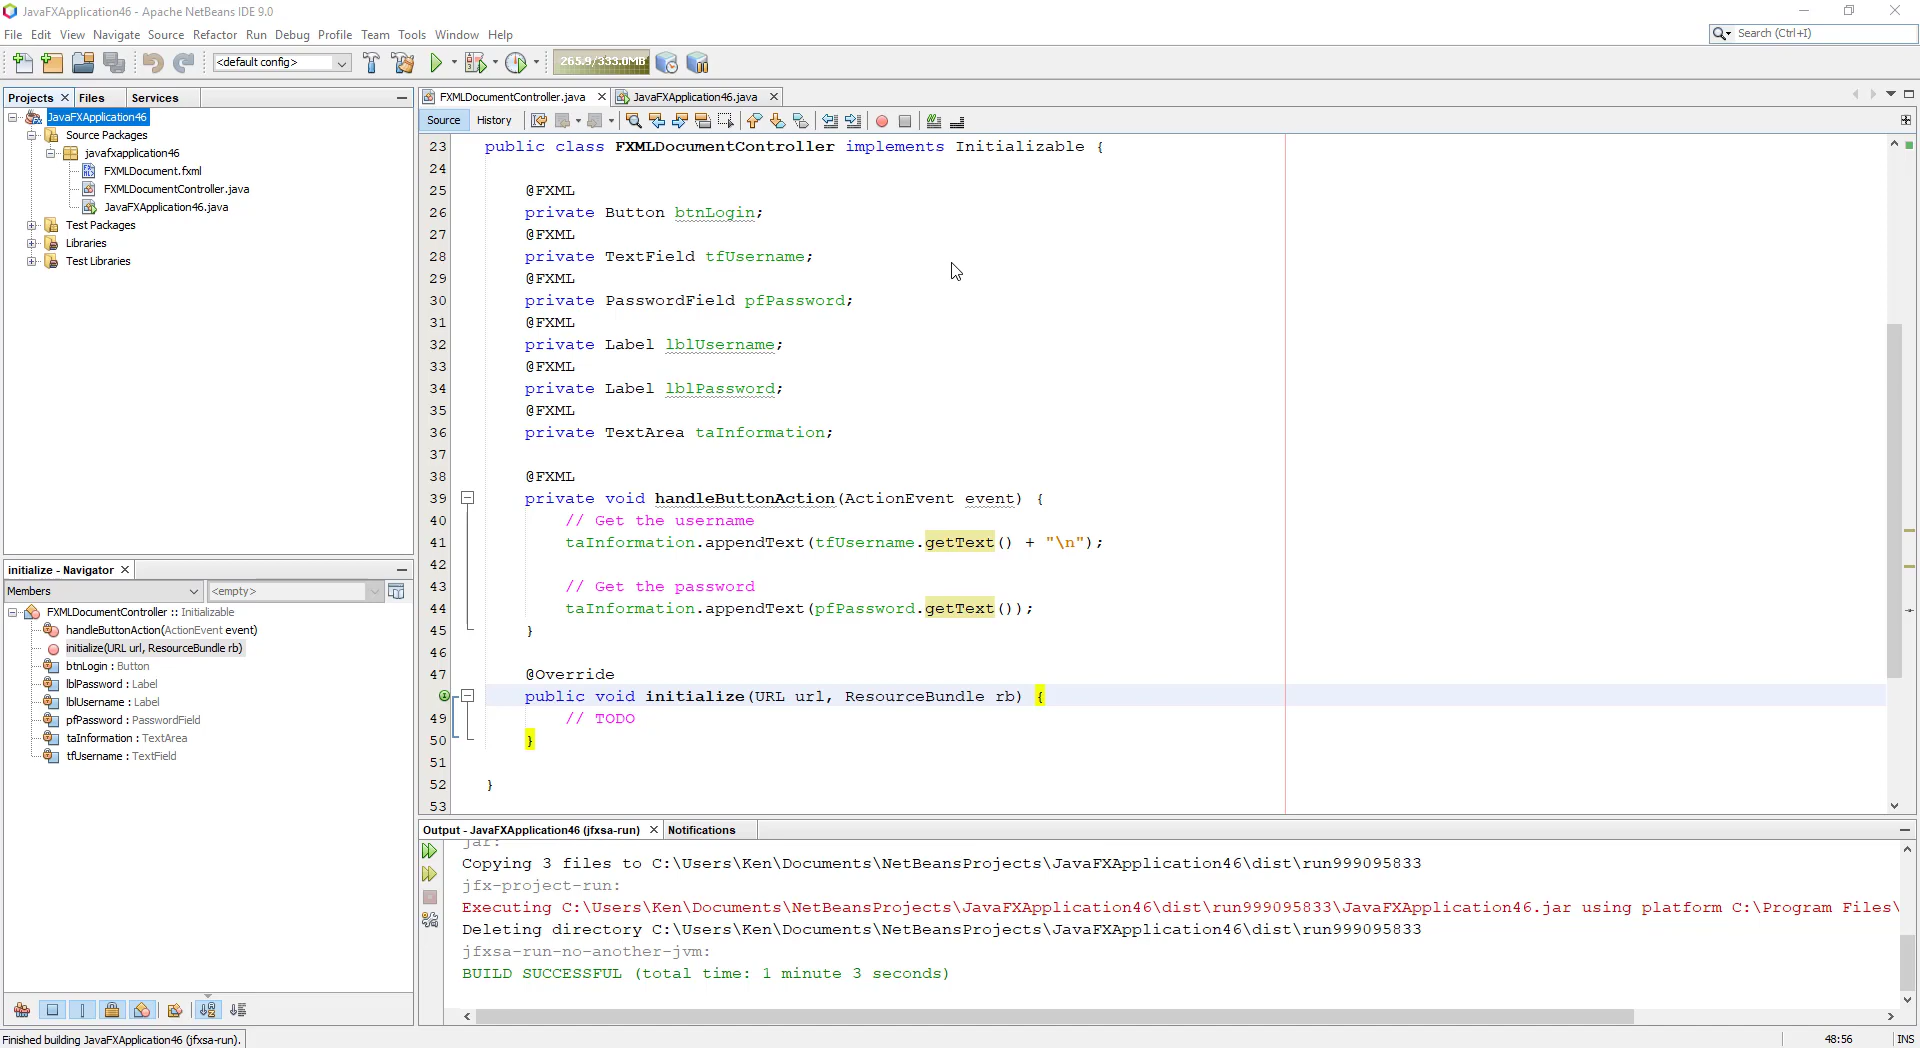 JavaFXApplication46 - Apache NetBeans IDE 9.0
File Edit View Navigate Source Refactor Run Debug Profile Team Tools Window Help
Search (Ctrl+I)
<default config>
265.9/333.0MB
Projects Files Services
JavaFXApplication46
Source Packages
javafxapplication46
FXMLDocument.fxml
FXMLDocumentController.java
JavaFXApplication46.java
Test Packages
Libraries
Test Libraries
initialize - Navigator
Members
<empty>
FXMLDocumentController :: Initializable
handleButtonAction(ActionEvent event)
initialize(URL url, ResourceBundle rb)
btnLogin : Button
lblPassword : Label
lblUsername : Label
pfPassword : PasswordField
taInformation : TextArea
tfUsername : TextField
FXMLDocumentController.java JavaFXApplication46.java
Source History
23 public class FXMLDocumentController implements Initializable {
24
25 @FXML
26 private Button btnLogin;
27 @FXML
28 private TextField tfUsername;
29 @FXML
30 private PasswordField pfPassword;
31 @FXML
32 private Label lblUsername;
33 @FXML
34 private Label lblPassword;
35 @FXML
36 private TextArea taInformation;
37
38 @FXML
39 private void handleButtonAction(ActionEvent event) {
40 // Get the username
41 taInformation.appendText(tfUsername.getText() + "\n");
42
43 // Get the password
44 taInformation.appendText(pfPassword.getText());
45 }
46
47 @Override
public void initialize(URL url, ResourceBundle rb) {
49 // TODO
50 }
51
52 }
53
Output - JavaFXApplication46 (jfxsa-run) Notifications
jar:
Copying 3 files to C:\Users\Ken\Documents\NetBeansProjects\JavaFXApplication46\dist\run999095833
jfx-project-run:
Executing C:\Users\Ken\Documents\NetBeansProjects\JavaFXApplication46\dist\run999095833\JavaFXApplication46.jar using platform C:\Program Files\
Deleting directory C:\Users\Ken\Documents\NetBeansProjects\JavaFXApplication46\dist\run999095833
jfxsa-run-no-another-jvm:
BUILD SUCCESSFUL (total time: 1 minute 3 seconds)
Finished building JavaFXApplication46 (jfxsa-run).
48:56
INS